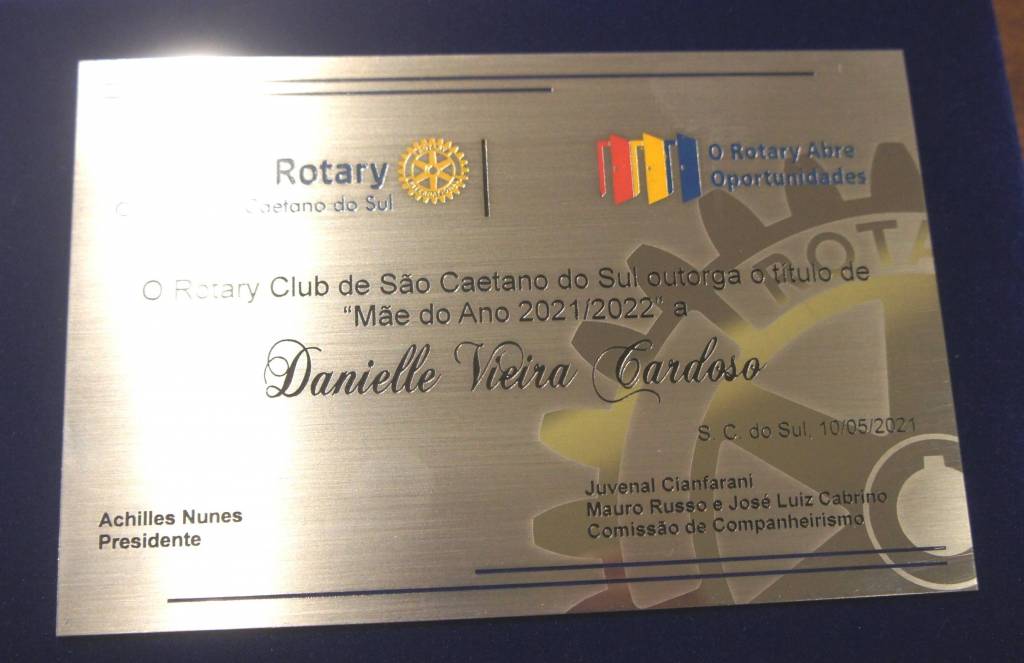 Rotary
Caetano do Sul
O Rotary Abre
Oportunidades
ROTA
O Rotary Club de São Caetano do Sul outorga o título de
“Mãe do Ano 2021/2022” a
Danielle Vieira Cardoso
S. C. do Sul, 10/05/2021
Achilles Nunes
Presidente
Juvenal Cianfarani
Mauro Russo e José Luiz Cabrino
Comissão de Companheirismo